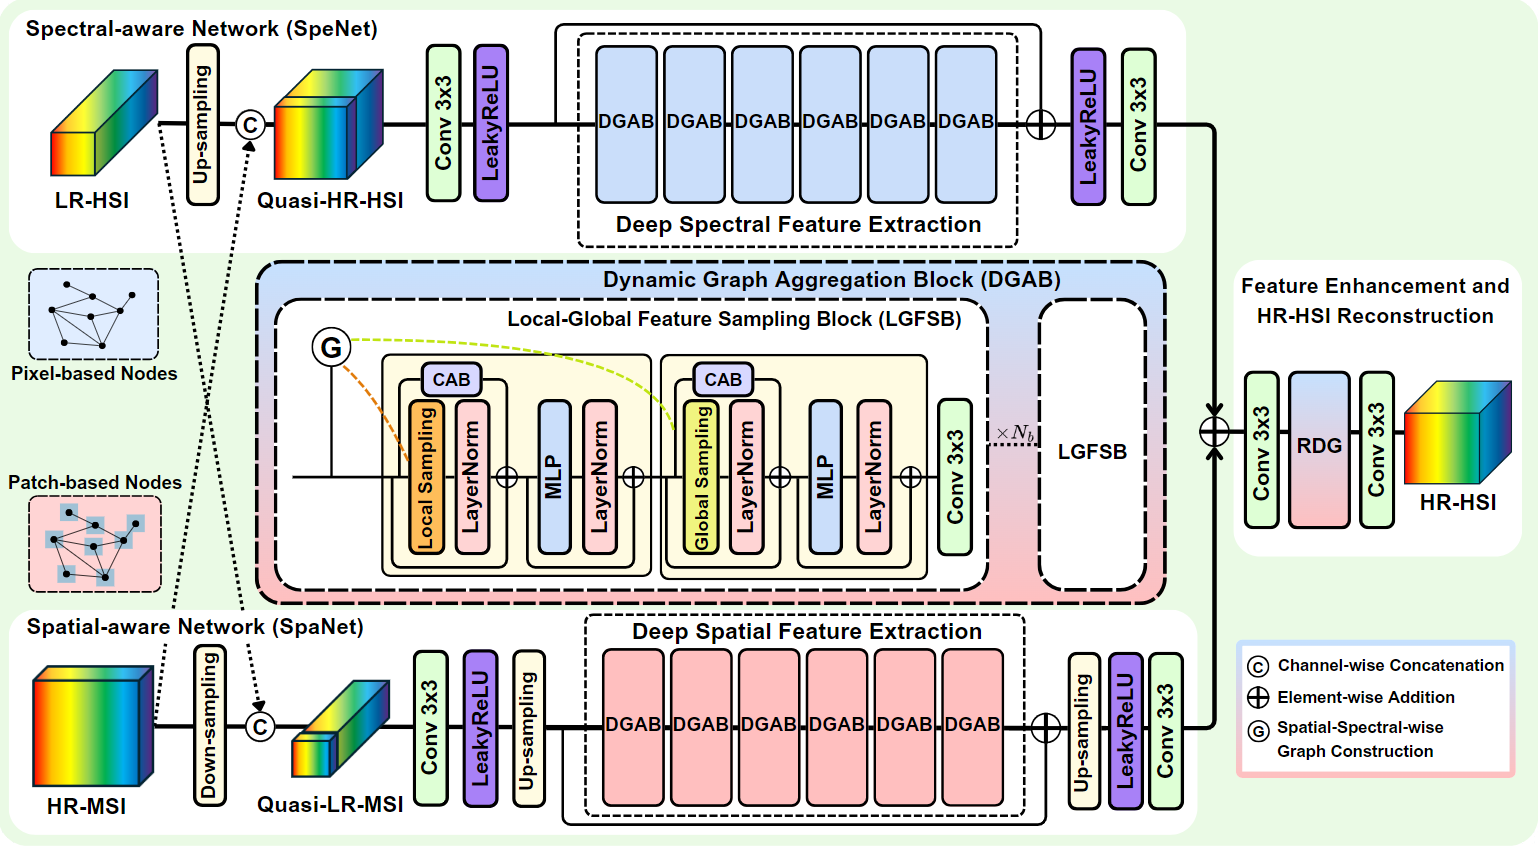 Spectral-aware Network (SpeNet)
LR-HSI
Up-sampling
C
Quasi-HR-HSI
Conv 3x3
LeakyReLU
DGAB
DGAB
DGAB
DGAB
DGAB
DGAB
Deep Spectral Feature Extraction
LeakyReLU
Conv 3x3
Pixel-based Nodes
Patch-based Nodes
Dynamic Graph Aggregation Block (DGAB)
Local-Global Feature Sampling Block (LGFSB)
G
CAB
Local Sampling
LayerNorm
MLP
LayerNorm
CAB
Global Sampling
LayerNorm
MLP
LayerNorm
Conv 3x3
×N_b
LGFSB
Feature Enhancement and
HR-HSI Reconstruction
Conv 3x3
RDG
Conv 3x3
HR-HSI
Spatial-aware Network (SpaNet)
HR-MSI
Down-sampling
C
Quasi-LR-MSI
Conv 3x3
LeakyReLU
Up-sampling
Deep Spatial Feature Extraction
DGAB
DGAB
DGAB
DGAB
DGAB
DGAB
Up-sampling
LeakyReLU
Conv 3x3
C Channel-wise Concatenation
Element-wise Addition
G Spatial-Spectral-wise
Graph Construction